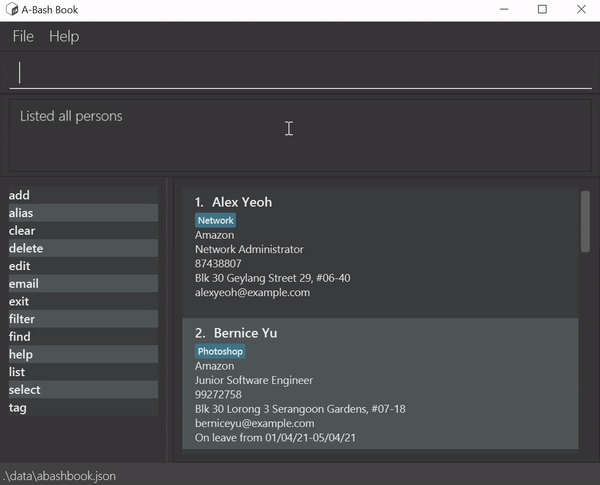 A-Bash Book
File Help
Listed all persons
add
alias
clear
delete
edit
email
exit
filter
find
help
list
select
tag
1. Alex Yeoh
Network
Amazon
Network Administrator
87438807
Blk 30 Geylang Street 29, #06-40
alexyeoh@example.com
2. Bernice Yu
Photoshop
Amazon
Junior Software Engineer
99272758
Blk 30 Lorong 3 Serangoon Gardens, #07-18
berniceyu@example.com
On leave from 01/04/21-05/04/21
.\data\abashbook.json